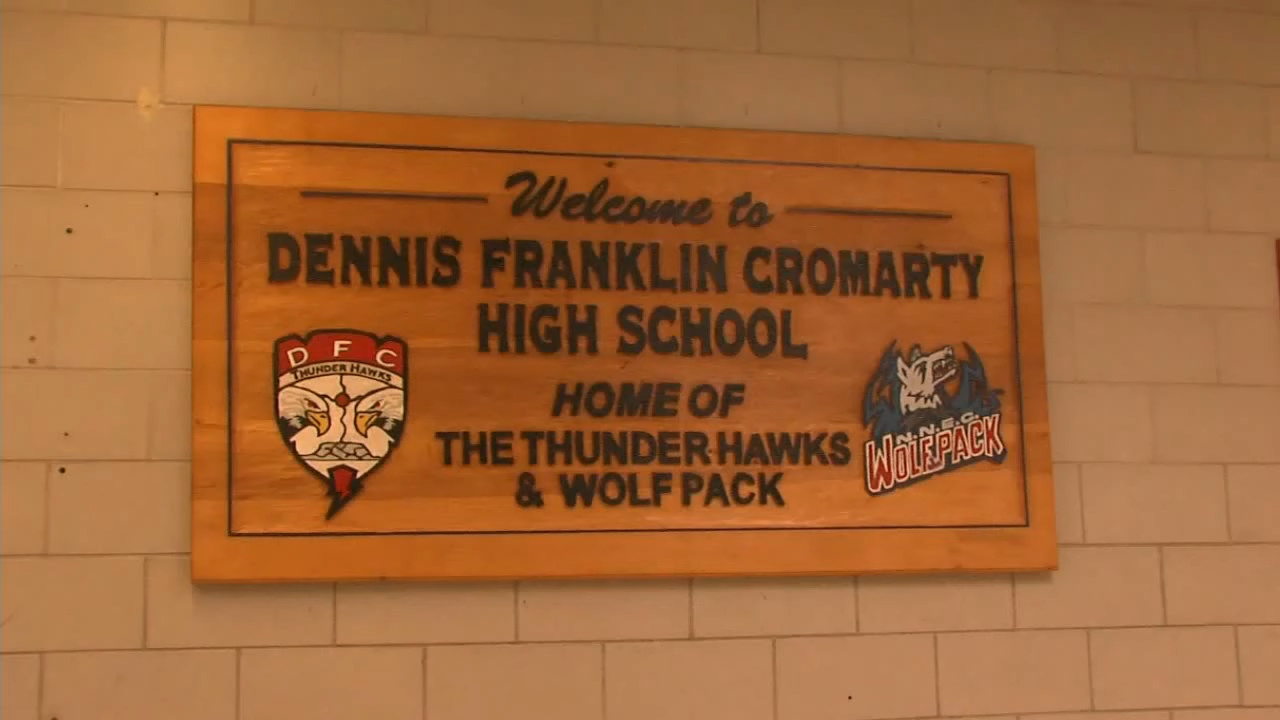 Welcome to
DENNIS FRANKLIN CROMARTY
HIGH SCHOOL
HOME OF
THE THUNDER HAWKS
& WOLF PACK
DFC
THUNDER HAWKS
N.N.E.C.
WOLFPACK